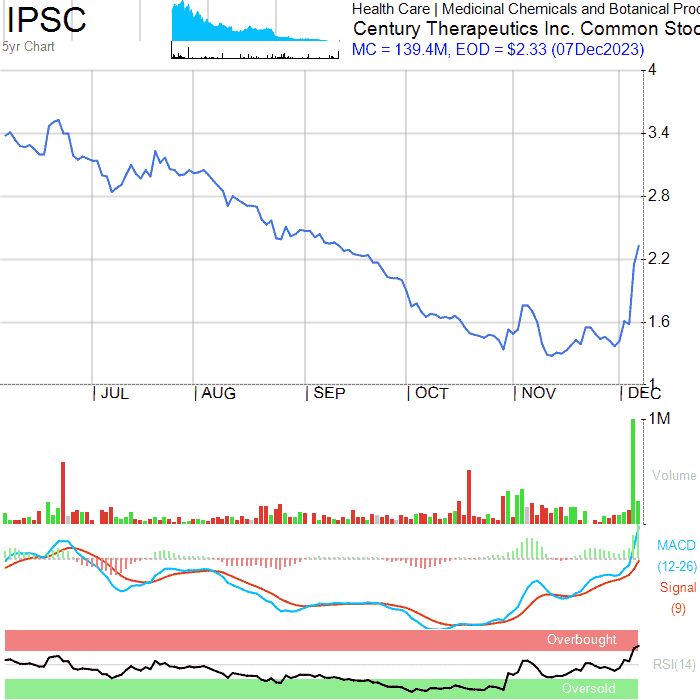 IPSC
5yr Chart
Health Care | Medicinal Chemicals and Botanical Proc
Century Therapeutics Inc. Common Stoc
MC = 139.4M, EOD = $2.33 (07Dec2023)
4
3.4
2.8
2.2
1.6
1
JUL AUG SEP OCT NOV DEC
1M
Volume
MACD
(12-26)
Signal
(9)
Overbought
RSI(14)
Oversold